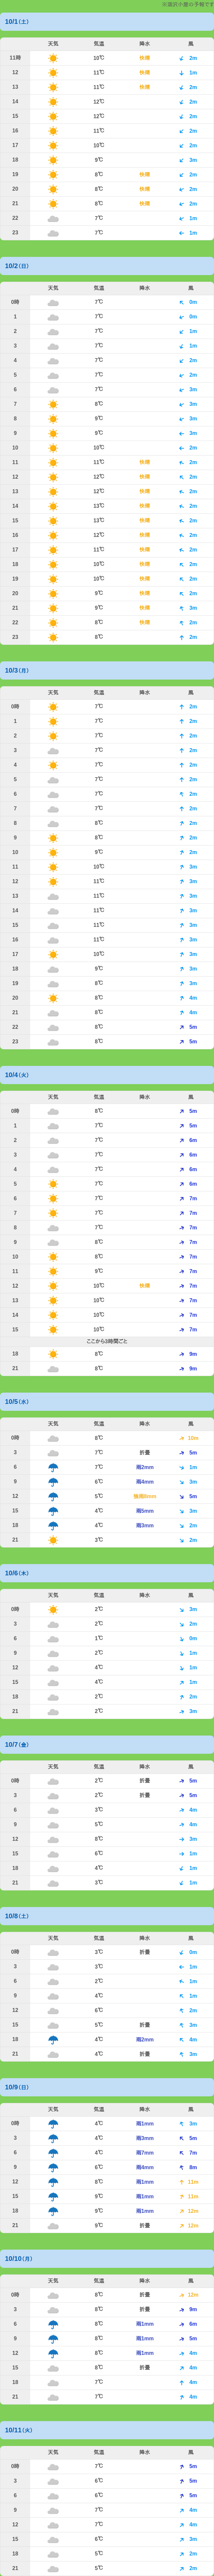 10/1(土)
天気 気温 降水 風
11時 10℃ 快晴 2m
12 11℃ 快晴 1m
13 11℃ 快晴 2m
14 12℃ 2m
15 12℃ 2m
16 11℃ 2m
17 10℃ 2m
18 9℃ 3m
19 8℃ 快晴 2m
20 8℃ 快晴 2m
21 8℃ 快晴 2m
22 7℃ 1m
23 7℃ 1m
10/2(日)
天気 気温 降水 風
0時 7℃ 0m
1 7℃ 0m
2 7℃ 1m
3 7℃ 1m
4 7℃ 2m
5 7℃ 2m
6 7℃ 3m
7 8℃ 3m
8 9℃ 3m
9 9℃ 3m
10 10℃ 2m
11 11℃ 快晴 2m
12 12℃ 快晴 2m
13 12℃ 快晴 2m
14 13℃ 快晴 2m
15 13℃ 快晴 2m
16 12℃ 快晴 2m
17 11℃ 快晴 2m
18 10℃ 快晴 2m
19 10℃ 快晴 2m
20 9℃ 快晴 2m
21 9℃ 快晴 3m
22 8℃ 快晴 2m
23 8℃ 2m
10/3(月)
天気 気温 降水 風
0時 7℃ 2m
1 7℃ 2m
2 7℃ 2m
3 7℃ 2m
4 7℃ 2m
5 7℃ 2m
6 7℃ 2m
7 7℃ 2m
8 8℃ 2m
9 8℃ 2m
10 9℃ 2m
11 10℃ 3m
12 11℃ 3m
13 11℃ 3m
14 11℃ 3m
15 11℃ 3m
16 11℃ 3m
17 10℃ 3m
18 9℃ 3m
19 8℃ 3m
20 8℃ 4m
21 8℃ 4m
22 8℃ 5m
23 8℃ 5m
10/4(火)
天気 気温 降水 風
0時 8℃ 5m
1 7℃ 5m
2 7℃ 6m
3 7℃ 6m
4 7℃ 6m
5 7℃ 6m
6 7℃ 7m
7 7℃ 7m
8 7℃ 7m
9 8℃ 7m
10 8℃ 7m
11 9℃ 7m
12 10℃ 快晴 7m
13 10℃ 7m
14 10℃ 7m
15 10℃ 7m
ここから3時間ごと
18 8℃ 9m
21 8℃ 9m
10/5(水)
天気 気温 降水 風
0時 8℃ 10m
3 7℃ 折畳 5m
6 7℃ 雨2mm 1m
9 6℃ 雨4mm 3m
12 5℃ 5m
15 4℃ 雨5mm 3m
18 4℃ 雨3mm 2m
21 3℃ 2m
10/6(木)
天気 気温 降水 風
0時 2℃ 3m
3 2℃ 2m
6 1℃ 0m
9 2℃ 1m
12 4℃ 1m
15 4℃ 1m
18 2℃ 2m
21 2℃ 3m
10/7(金)
天気 気温 降水 風
0時 2℃ 折畳 5m
3 2℃ 折畳 5m
6 3℃ 4m
9 5℃ 4m
12 8℃ 3m
15 6℃ 1m
18 4℃ 1m
21 3℃ 1m
10/8(土)
天気 気温 降水 風
0時 3℃ 折畳 0m
3 3℃ 1m
6 2℃ 1m
9 4℃ 1m
12 6℃ 2m
15 5℃ 折畳 3m
18 4℃ 雨2mm 4m
21 4℃ 折畳 3m
10/9(日)
天気 気温 降水 風
0時 4℃ 雨1mm 3m
3 4℃ 雨3mm 5m
6 4℃ 雨7mm 7m
9 6℃ 雨4mm 8m
12 8℃ 雨1mm 11m
15 9℃ 雨1mm 11m
18 9℃ 雨1mm 12m
21 9℃ 折畳 12m
10/10(月)
天気 気温 降水 風
0時 8℃ 折畳 12m
3 8℃ 折畳 9m
6 8℃ 雨1mm 6m
9 8℃ 雨1mm 5m
12 8℃ 雨1mm 4m
15 8℃ 折畳 4m
18 7℃ 4m
21 7℃ 4m
10/11(火)
天気 気温 降水 風
0時 7℃ 5m
3 6℃ 5m
6 6℃ 5m
9 7℃ 4m
12 7℃ 4m
15 6℃ 3m
18 5℃ 2m
21 5℃ 2m